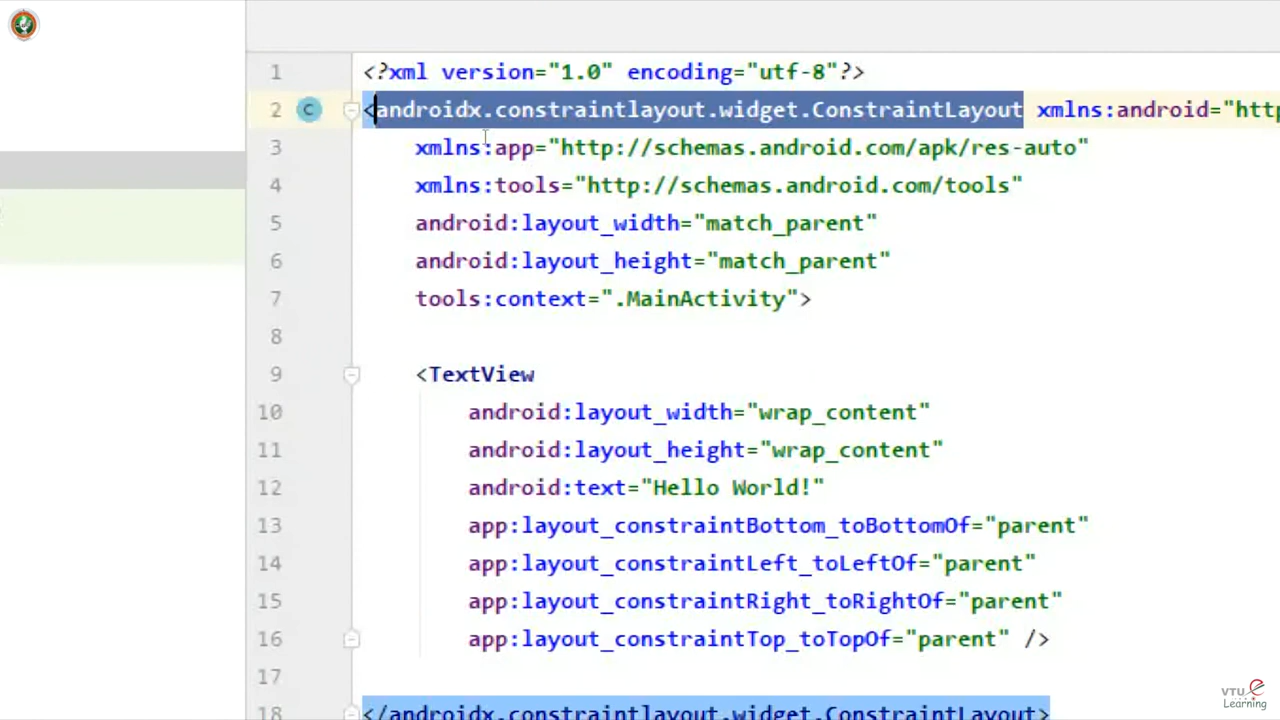 1 <?xml version="1.0" encoding="utf-8"?>
2 C <androidx.constraintlayout.widget.ConstraintLayout xmlns:android="http
3 xmlns:app="http://schemas.android.com/apk/res-auto"
4 xmlns:tools="http://schemas.android.com/tools"
5 android:layout_width="match_parent"
6 android:layout_height="match_parent"
7 tools:context=".MainActivity">
8
9 <TextView
10 android:layout_width="wrap_content"
11 android:layout_height="wrap_content"
12 android:text="Hello World!"
13 app:layout_constraintBottom_toBottomOf="parent"
14 app:layout_constraintLeft_toLeftOf="parent"
15 app:layout_constraintRight_toRightOf="parent"
16 app:layout_constraintTop_toTopOf="parent" />
17
18 </androidx.constraintlayout.widget.ConstraintLayout>
VTU e
Learning